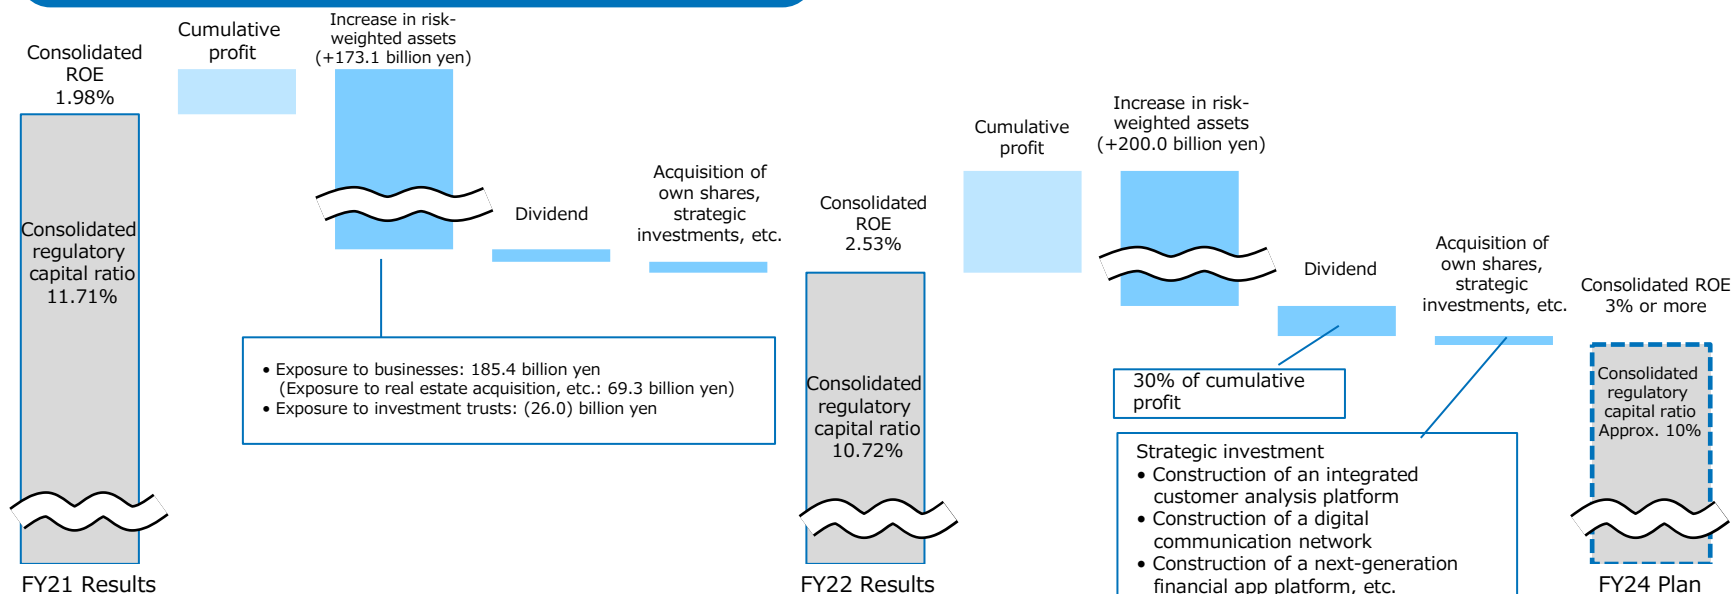 Consolidated
ROE
1.98%
Consolidated
regulatory
capital ratio
11.71%
FY21 Results
Cumulative
profit
Increase in risk-
weighted assets
(+173.1 billion yen)
Dividend
Acquisition of
own shares,
strategic
investments, etc.
• Exposure to businesses: 185.4 billion yen
(Exposure to real estate acquisition, etc.: 69.3 billion yen)
• Exposure to investment trusts: (26.0) billion yen
Consolidated
ROE
2.53%
Consolidated
regulatory
capital ratio
10.72%
FY22 Results
Cumulative
profit
Increase in risk-
weighted assets
(+200.0 billion yen)
Dividend
30% of cumulative
profit
Acquisition of
own shares,
strategic
investments, etc.
Strategic investment
• Construction of an integrated
customer analysis platform
• Construction of a digital
communication network
• Construction of a next-generation
financial app platform, etc.
Consolidated ROE
3% or more
Consolidated
regulatory
capital ratio
Approx. 10%
FY24 Plan